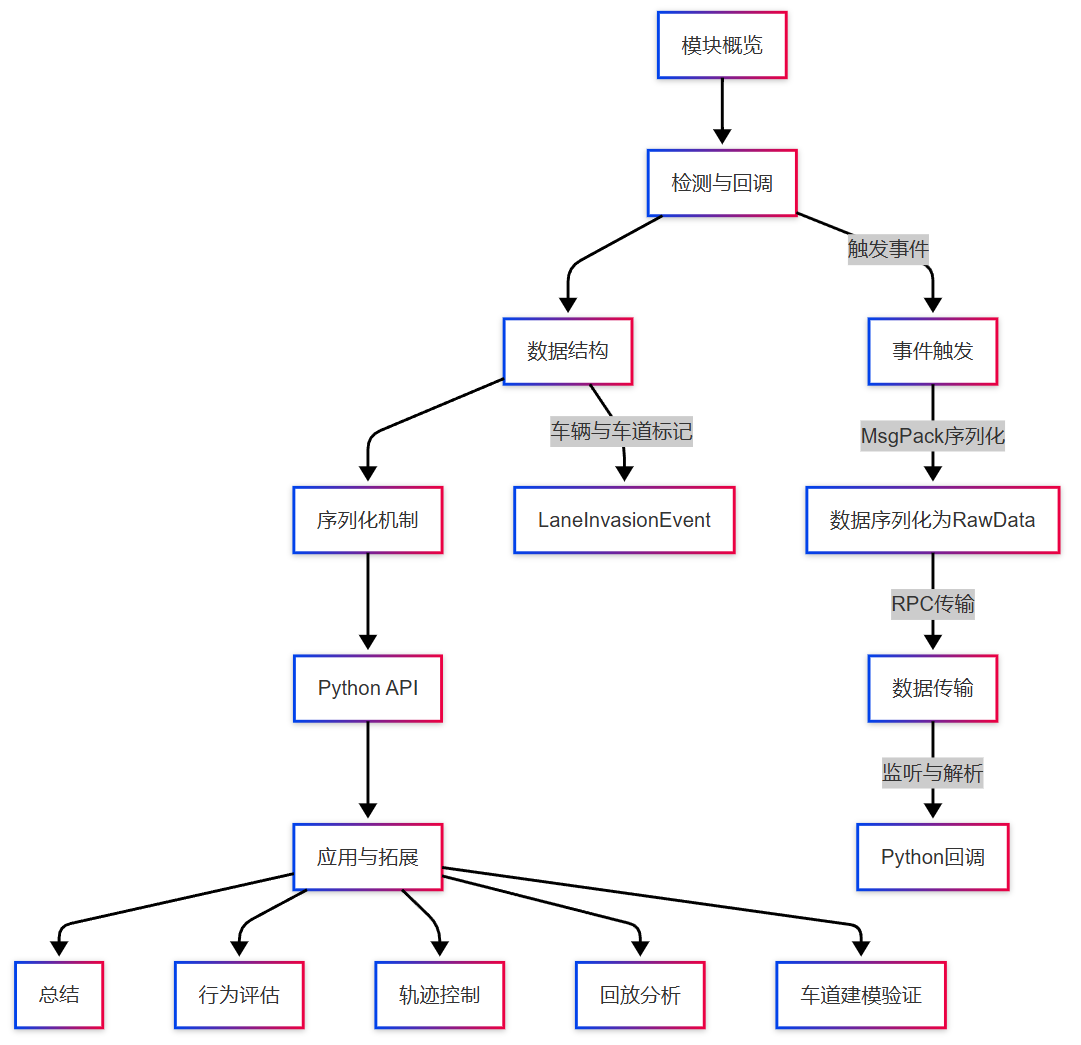 模块概览
检测与回调
触发事件
数据结构
事件触发
车辆与车道标记
MsgPack序列化
序列化机制
LaneInvasionEvent
数据序列化为RawData
RPC传输
Python API
数据传输
监听与解析
应用与拓展
Python回调
总结
行为评估
轨迹控制
回放分析
车道建模验证